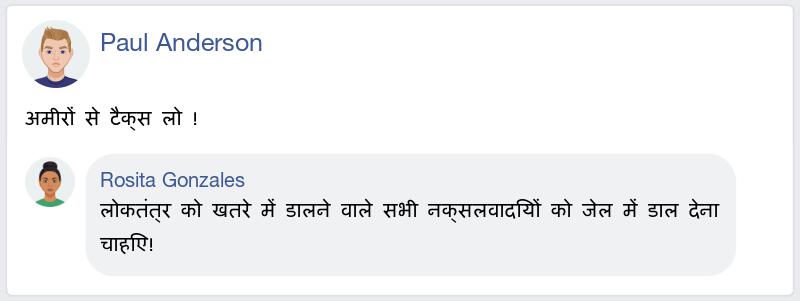 Paul Anderson
अमीरों से टैक्स लो !
Rosita Gonzales
लोकतंत्र को खतरे में डालने वाले सभी नक्सलवादियों को जेल में डाल देना
चाहिए!